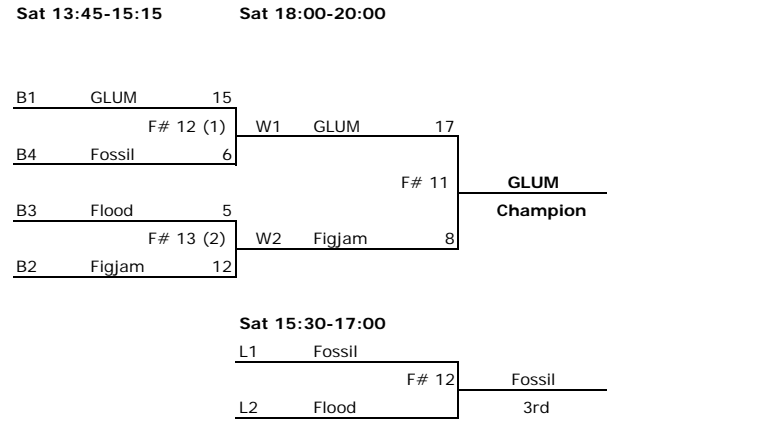 Sat 13:45-15:15 Sat 18:00-20:00
B1 GLUM 15
F# 12 (1) W1 GLUM 17
B4 Fossil 6
F# 11 GLUM
B3 Flood 5 Champion
F# 13 (2) W2 Figjam 8
B2 Figjam 12
Sat 15:30-17:00
L1 Fossil
F# 12 Fossil
L2 Flood 3rd